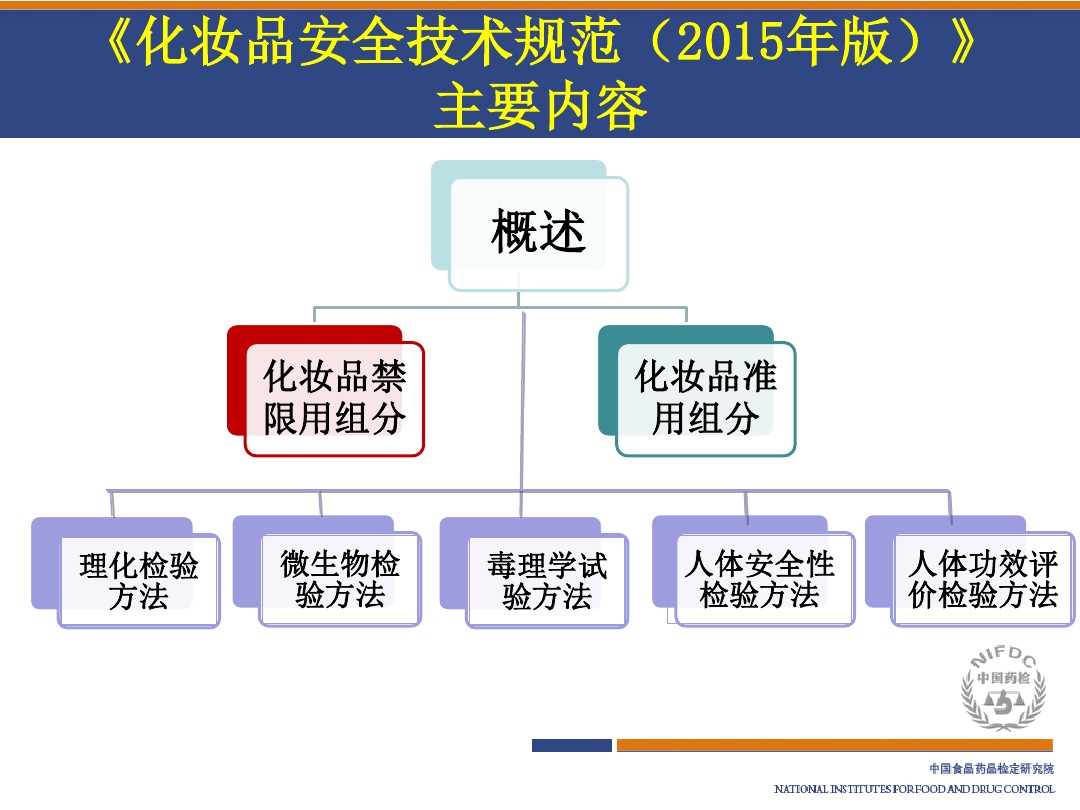 《化妆品安全技术规范（2015年版）》
主要内容
概述
化妆品禁
限用组分
化妆品准
用组分
理化检验
方法
微生物检
验方法
毒理学试
验方法
人体安全性
检验方法
人体功效评
价检验方法
NIFDC
中国药检
中国食品药品检定研究院
NATIONAL INSTITUTES FOR FOOD AND DRUG CONTROL